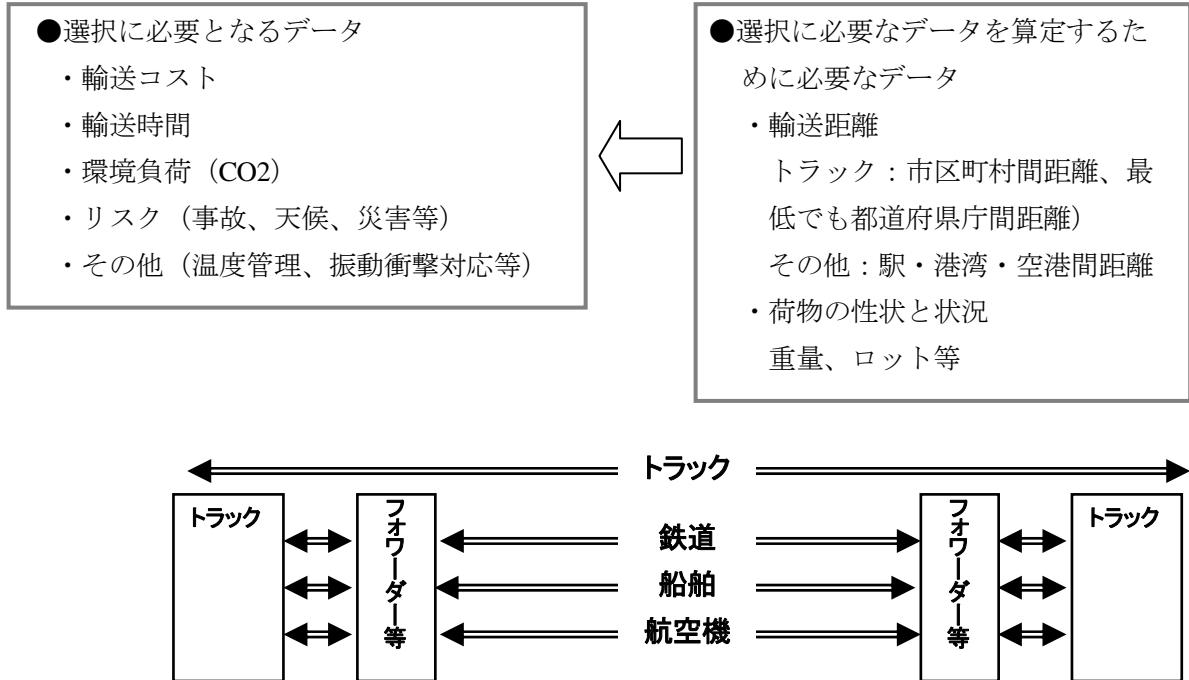 ●選択に必要となるデータ
・輸送コスト
・輸送時間
・環境負荷（CO2）
・リスク（事故、天候、災害等）
・その他（温度管理、振動衝撃対応等）
●選択に必要なデータを算定するた
めに必要なデータ
・輸送距離
トラック：市区町村間距離、最
低でも都道府県庁間距離）
その他：駅・港湾・空港間距離
・荷物の性状と状況
重量、ロット等
トラック
トラック
フォワーダー等
鉄道
船舶
航空機
フォワーダー等
トラック